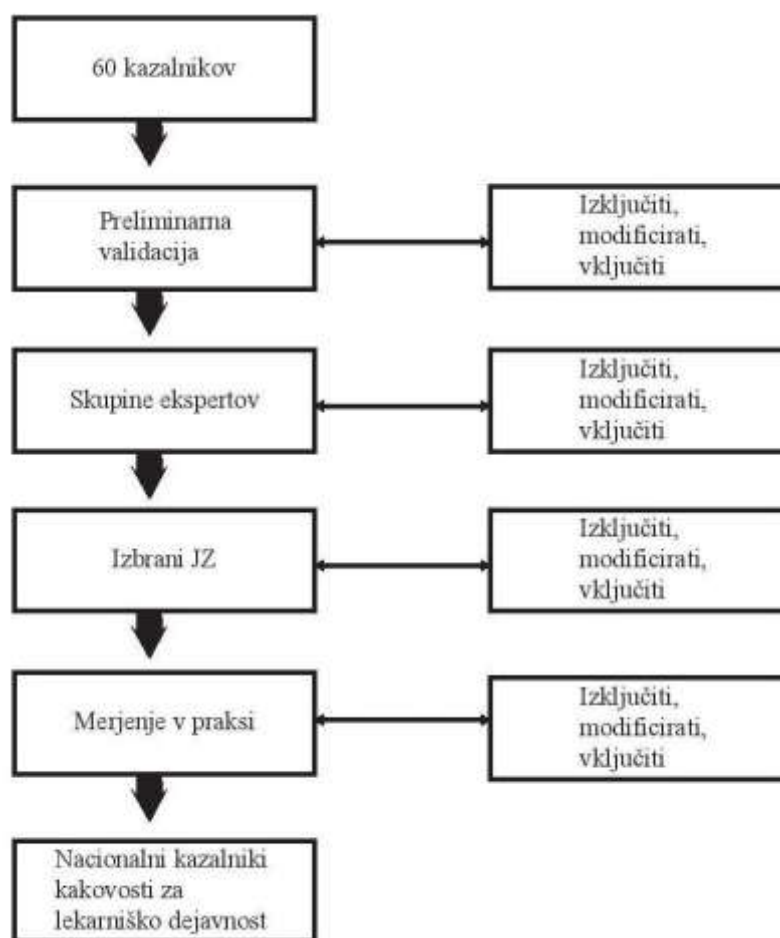 60 kazalnikov
Preliminarna
validacija
Izključiti,
modificirati,
vključiti
Skupine ekspertov
Izključiti,
modificirati,
vključiti
Izbrani JZ
Izključiti,
modificirati,
vključiti
Merjenje v praksi
Izključiti,
modificirati,
vključiti
Nacionalni kazalniki
kakovosti za
lekarniško dejavnost